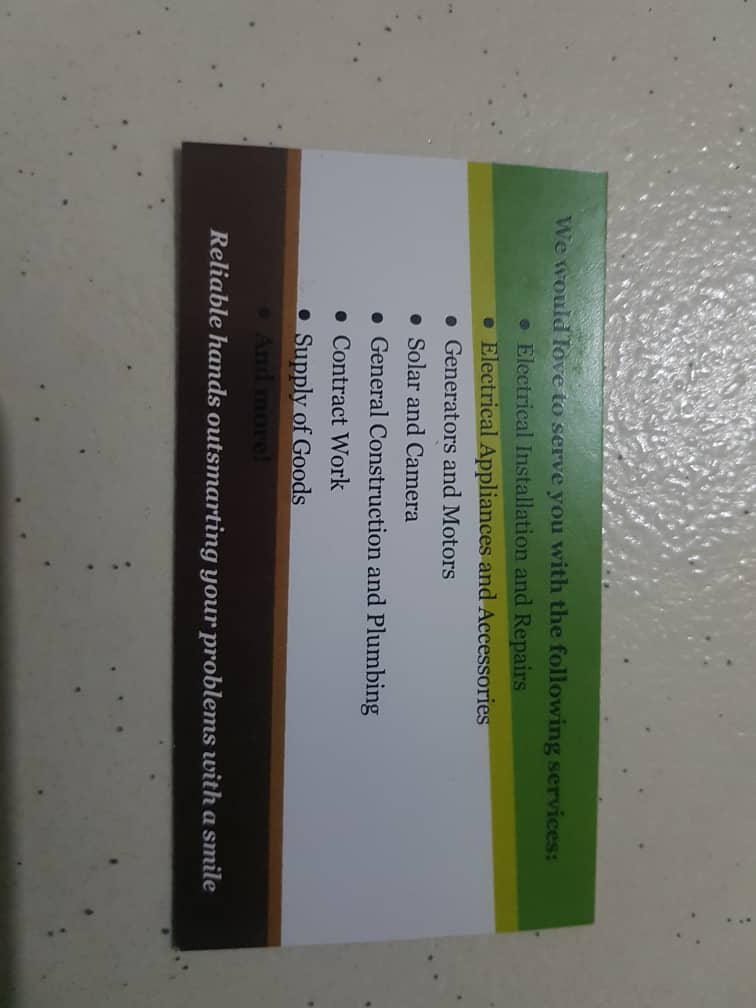 We would love to serve you with the following services:
• Electrical Installation and Repairs
• Electrical Appliances and Accessories
• Generators and Motors
• Solar and Camera
• General Construction and Plumbing
• Contract Work
• Supply of Goods
• And more!
Reliable hands outsmarting your problems with a smile